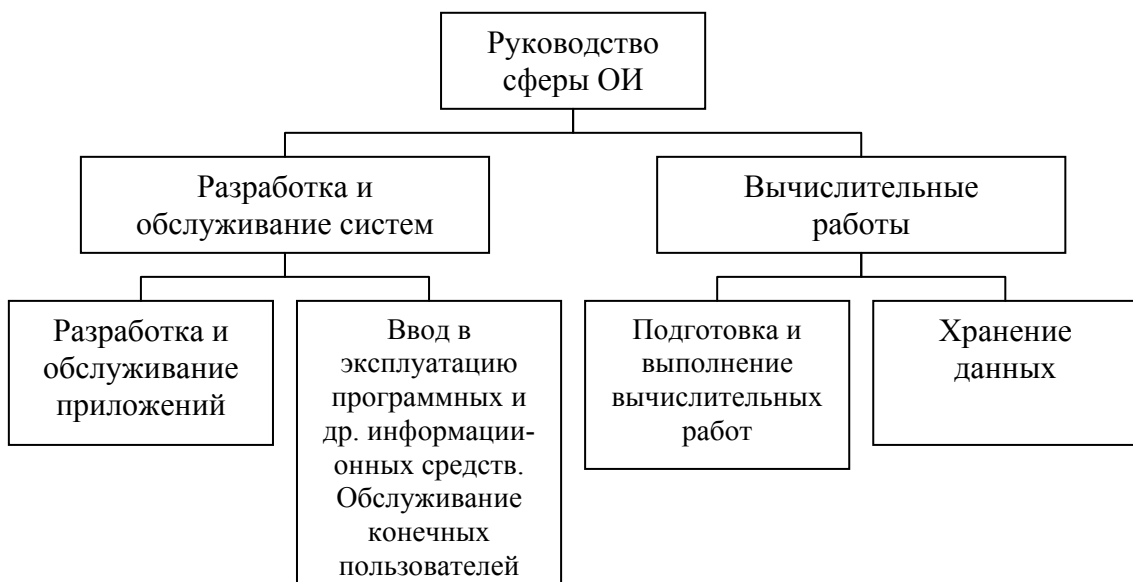 Руководство
сферы ОИ
Разработка и
обслуживание систем
Вычислительные
работы
Разработка и
обслуживание
приложений
Ввод в
эксплуатацию
программных и
др. информаци-
онных средств.
Обслуживание
конечных
пользователей
Подготовка и
выполнение
вычислительных
работ
Хранение
данных